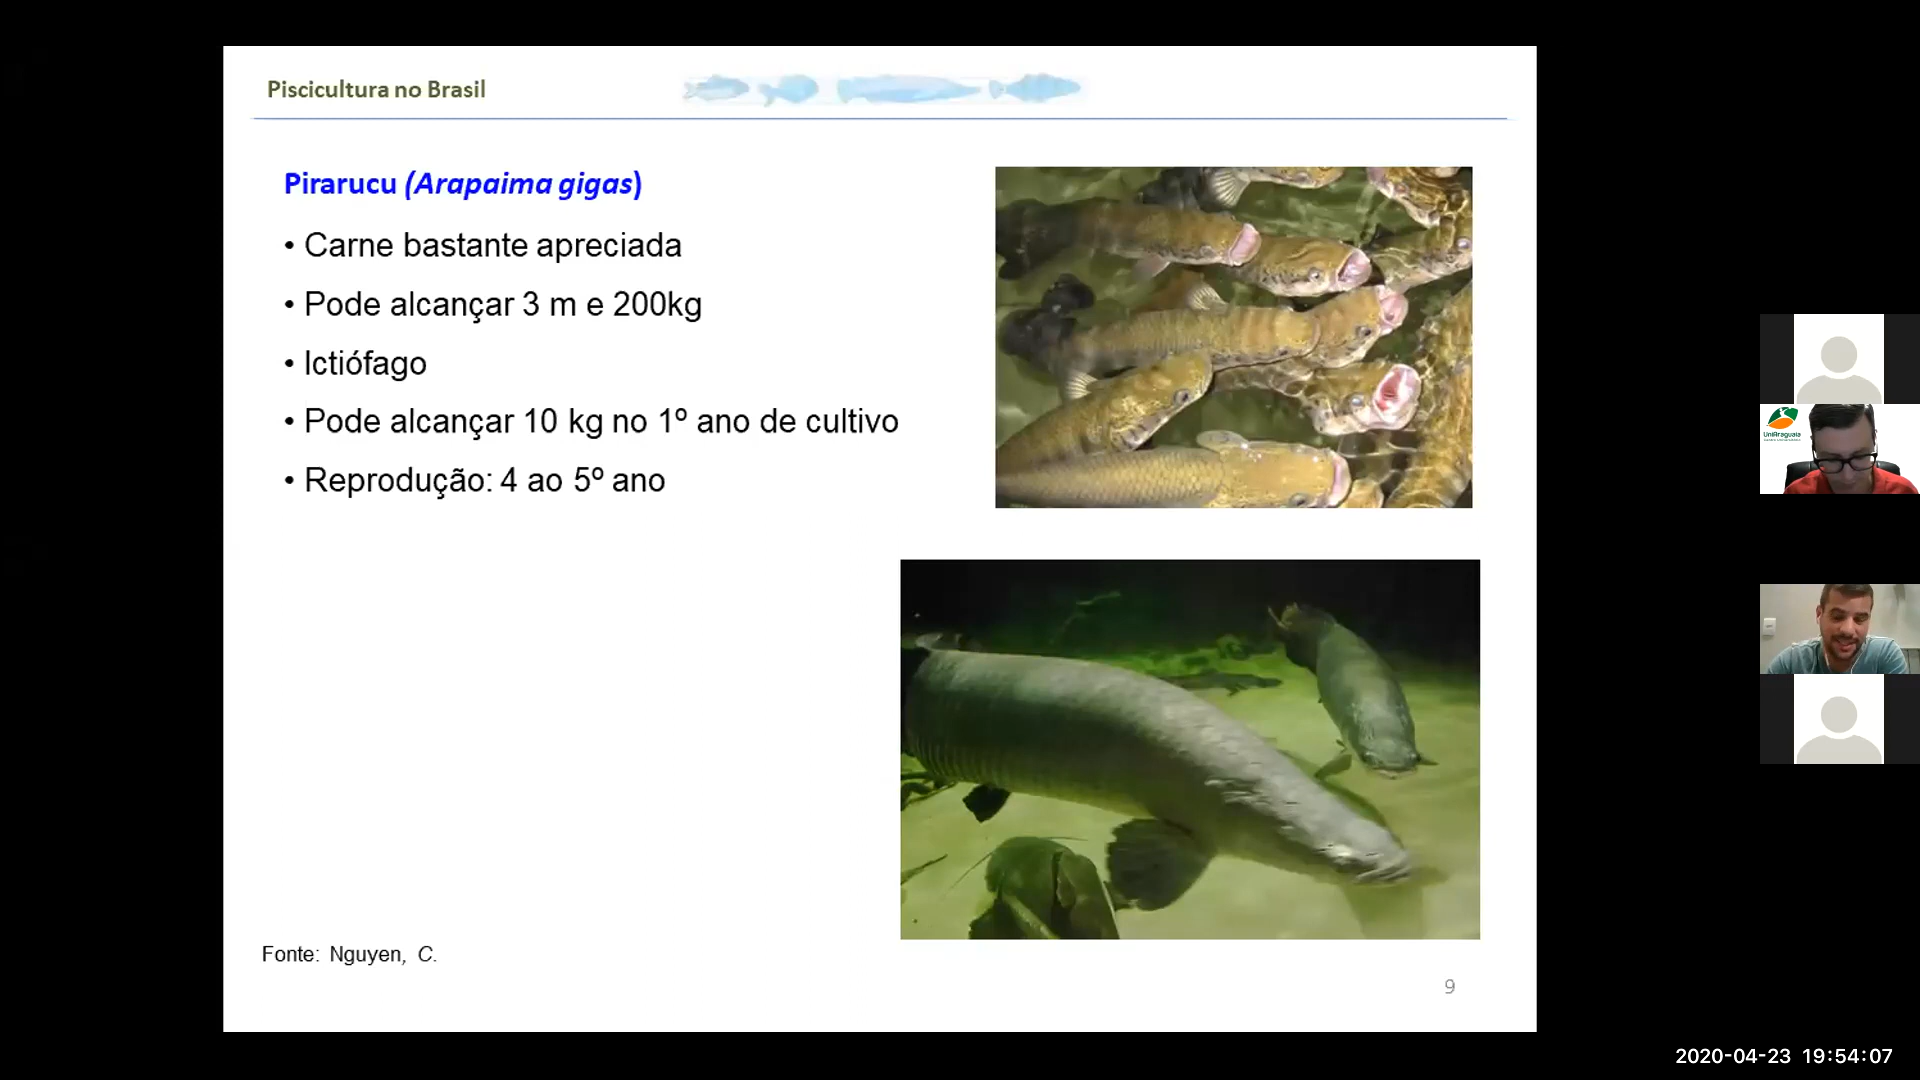 Piscicultura no Brasil
Pirarucu (Arapaima gigas)
• Carne bastante apreciada
• Pode alcançar 3 m e 200kg
• Ictiófago
• Pode alcançar 10 kg no 1º ano de cultivo
• Reprodução: 4 ao 5º ano
Fonte: Nguyen, C.
9
UniAraguaia
2020-04-23 19:54:07